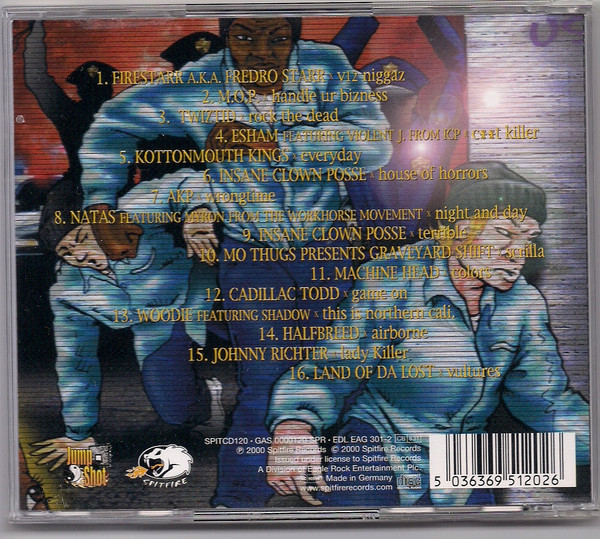 1. FIRESTARR A.K.A. FREDRO STARR x v12 niggaz
2. M.O.P. x handle ur bizness
3. TWIZTID x rock the dead
4. ESHAM FEATURING VIOLENT J. FROM ICP x c**t killer
5. KOTTONMOUTH KINGS x everyday
6. INSANE CLOWN POSSE x house of horrors
7. AKP x wrongtime
8. NATAS FEATURING MYRON FROM THE WORKHORSE MOVEMENT x night and day
9. INSANE CLOWN POSSE x terrible
10. MO THUGS PRESENTS GRAVEYARD SHIFT x scrilla
11. MACHINE HEAD x colors
12. CADILLAC TODD x game on
13. WOODIE FEATURING SHADOW x this is northern cali.
14. HALFBREED x airborne
15. JOHNNY RICHTER x lady Killer
16. LAND OF DA LOST x vultures
Jump Shot
SPITFIRE
SPITCD120 - GAS 0000120 SPR - EDL EAG 301-2
℗ 2000 Spitfire Records © 2000 Spitfire Records
Issued under license to Spitfire Records
A Division of Eagle Rock Entertainment Plc.
Made in Germany
www.spitfirerecords.com
5 036369 512026